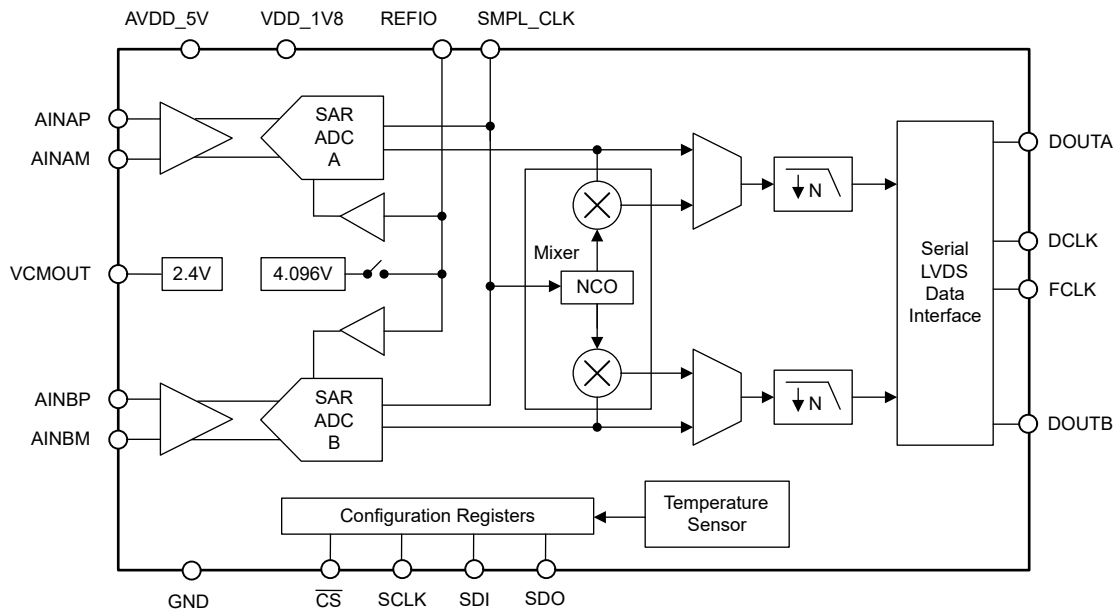 AVDD_5V VDD_1V8 REFIO SMPL_CLK
AINAP
AINAM
SAR
ADC
A
DOUTA
N
Mixer
VCMOUT
2.4V
4.096V
NCO
DCLK
FCLK
Serial
LVDS
Data
Interface
AINBP
AINBM
SAR
ADC
B
N
DOUTB
Configuration Registers
Temperature
Sensor
GND
CS SCLK SDI SDO